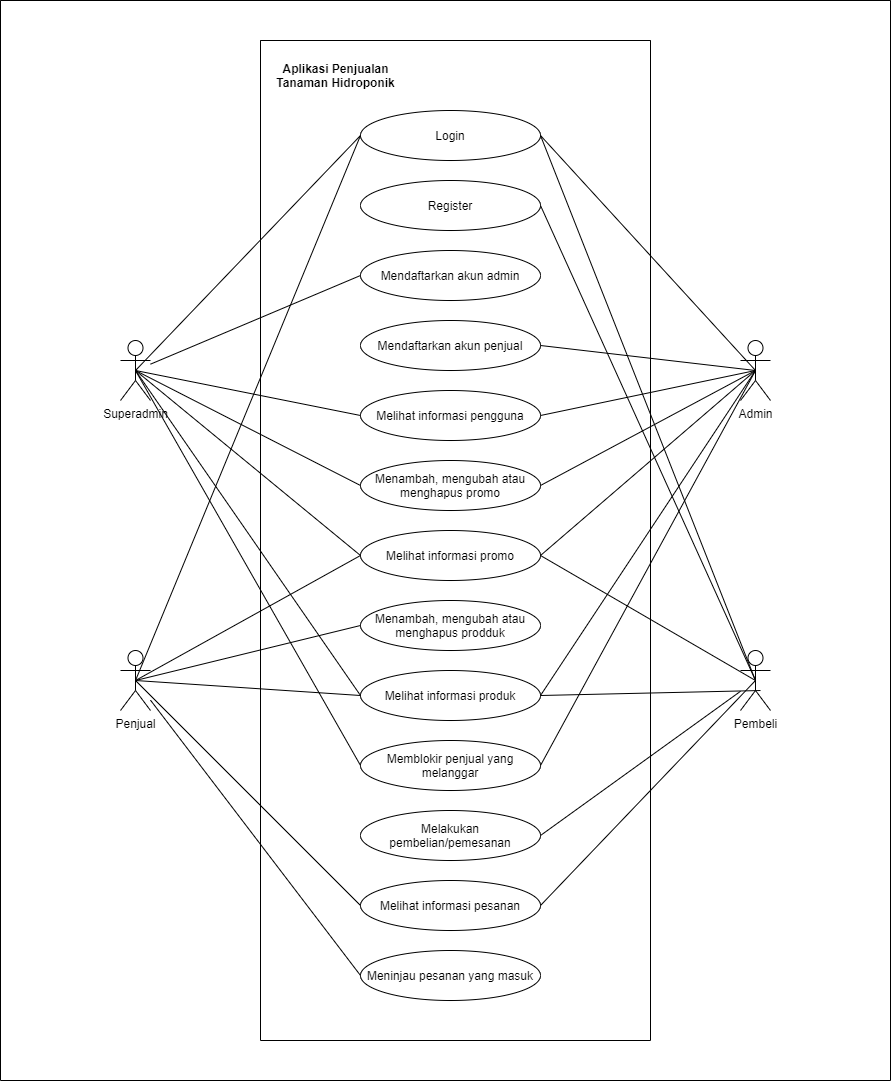 Aplikasi Penjualan
Tanaman Hidroponik
Login
Register
Mendaftarkan akun admin
Mendaftarkan akun penjual
Melihat informasi pengguna
Superadmin
Admin
Menambah, mengubah atau
menghapus promo
Melihat informasi promo
Menambah, mengubah atau
menghapus prodduk
Melihat informasi produk
Penjual
Pembeli
Memblokir penjual yang
melanggar
Melakukan
pembelian/pemesanan
Melihat informasi pesanan
Meninjau pesanan yang masuk